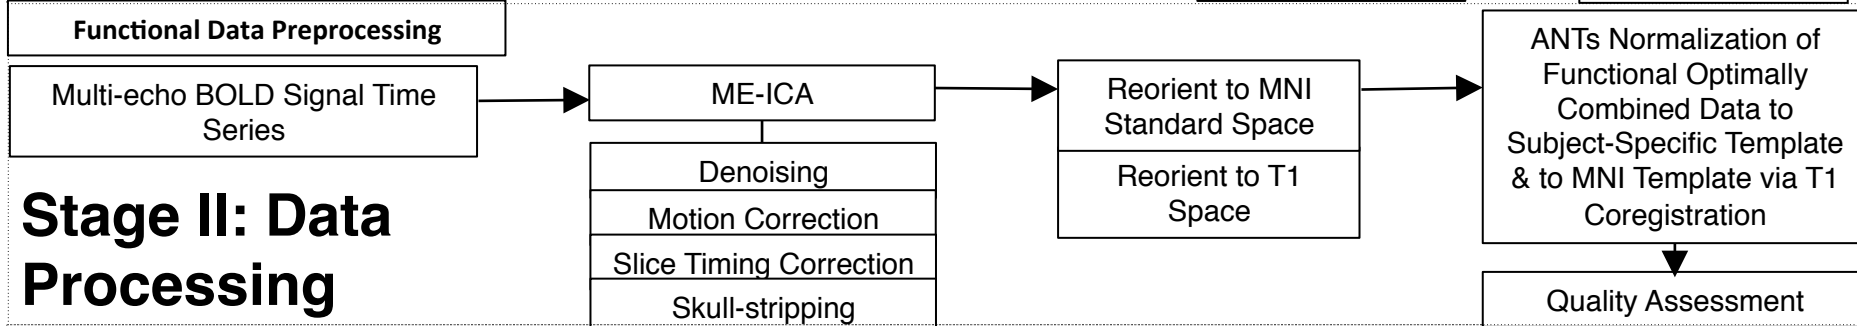 Functional Data Preprocessing
Multi-echo BOLD Signal Time
Series
ME-ICA
Denoising
Motion Correction
Slice Timing Correction
Skull-stripping
Reorient to MNI
Standard Space
Reorient to T1
Space
ANTs Normalization of
Functional Optimally
Combined Data to
Subject-Specific Template
& to MNI Template via T1
Coregistration
Quality Assessment
Stage II: Data
Processing